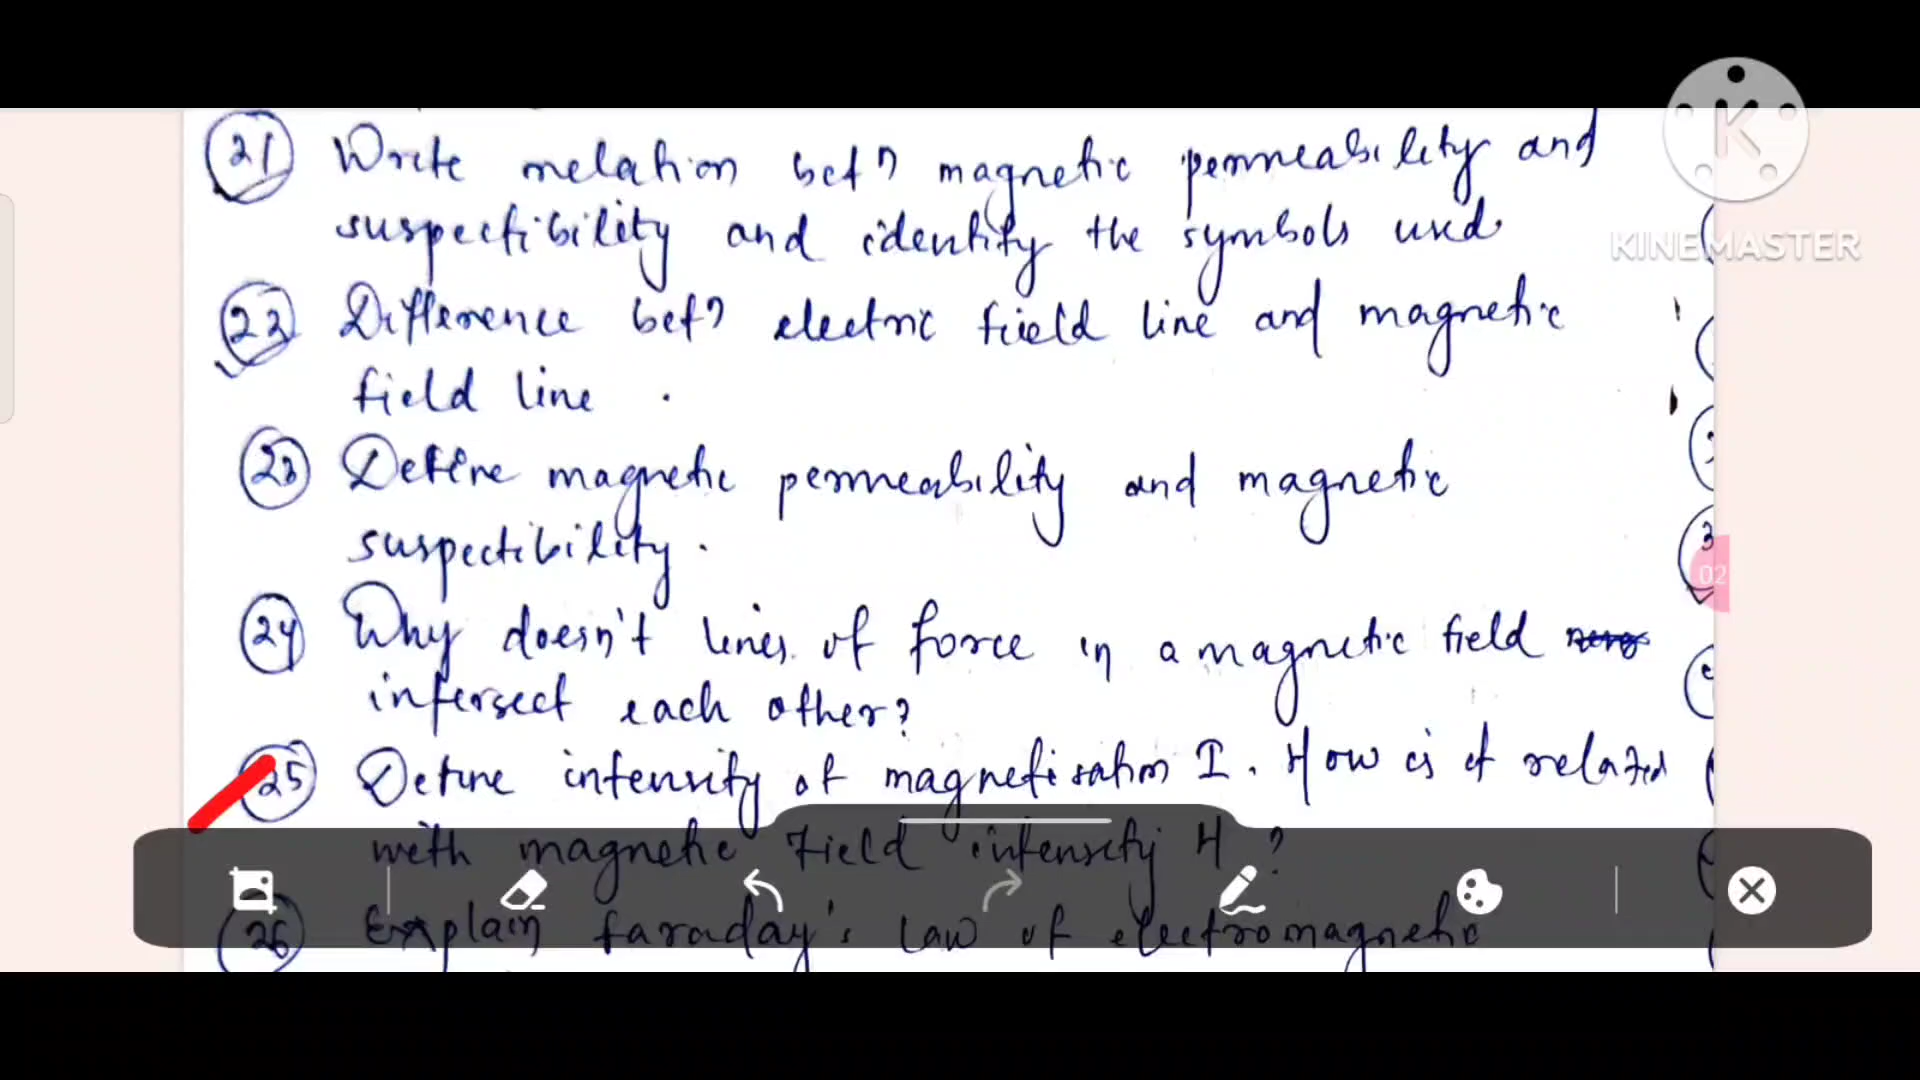 21 Write relation betn magnetic permeability and
suspectibility and identify the symbols used.
KINEMASTER
22 Difference betn electric field line and magnetic
field line .
23 Define magnetic permeability and magnetic
suspectibility .
24 Why doesn't lines of force in a magnetic field
intersect each other?
25 Define intensity of magnetisation I. How is it related
with magnetic field intensity H ?
26 Explain faraday's law of electromagnetic
02